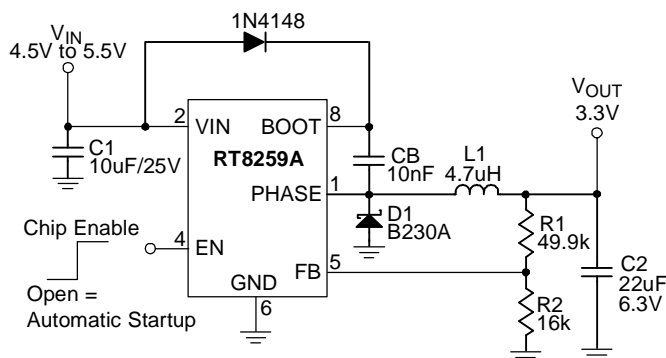 1N4148
VIN
4.5V to 5.5V
VOUT
3.3V
2
VIN
BOOT
8
C1
10uF/25V
RT8259A
CB
10nF
L1
4.7uH
PHASE
1
D1
B230A
R1
49.9k
Chip Enable
4
EN
FB
5
C2
22uF
6.3V
Open =
Automatic Startup
GND
6
R2
16k